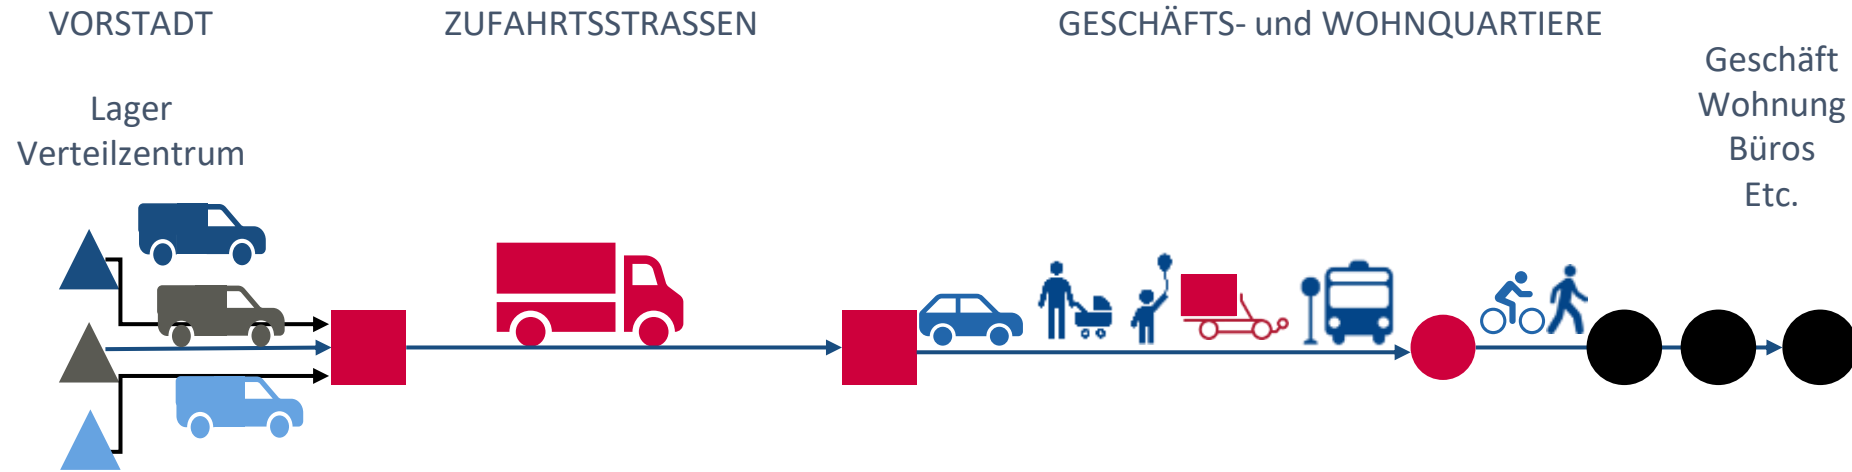 VORSTADT
ZUFAHRTSSTRASSEN
GESCHÄFTS- und WOHNQUARTIERE
Lager
Verteilzentrum
Geschäft
Wohnung
Büros
Etc.